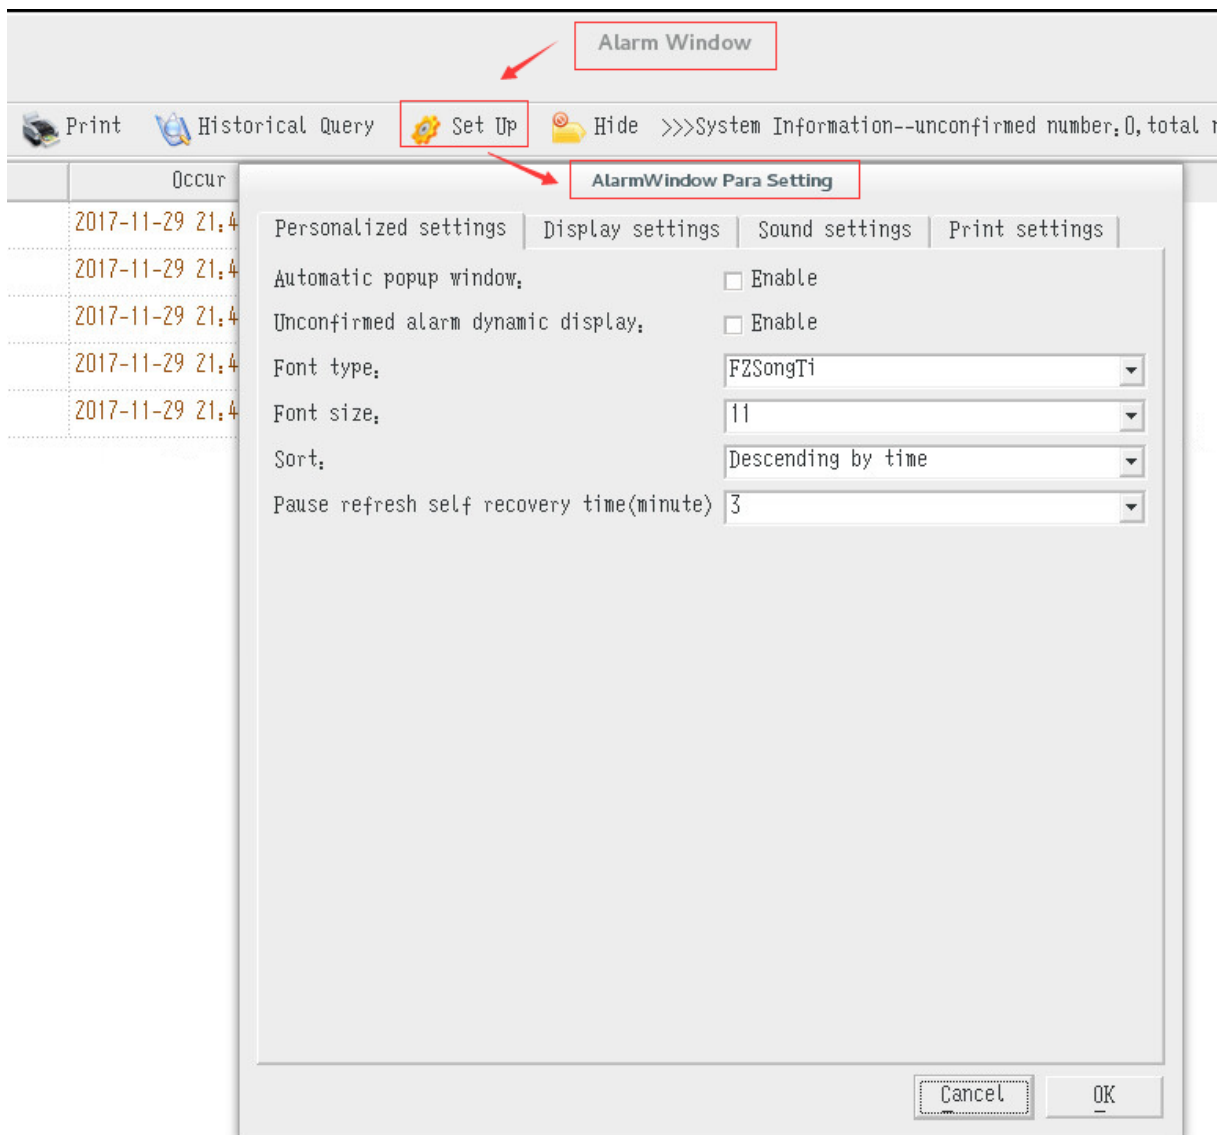 Alarm Window
Print Historical Query Set Up Hide >>>System Information--unconfirmed number:0,total
Occur
AlarmWindow Para Setting
2017-11-29 21:4
2017-11-29 21:4
2017-11-29 21:4
2017-11-29 21:4
2017-11-29 21:4
Personalized settings Display settings Sound settings Print settings
Automatic popup window: Enable
Unconfirmed alarm dynamic display: Enable
Font type: FZSongTi
Font size: 11
Sort: Descending by time
Pause refresh self recovery time(minute) 3
Cancel OK